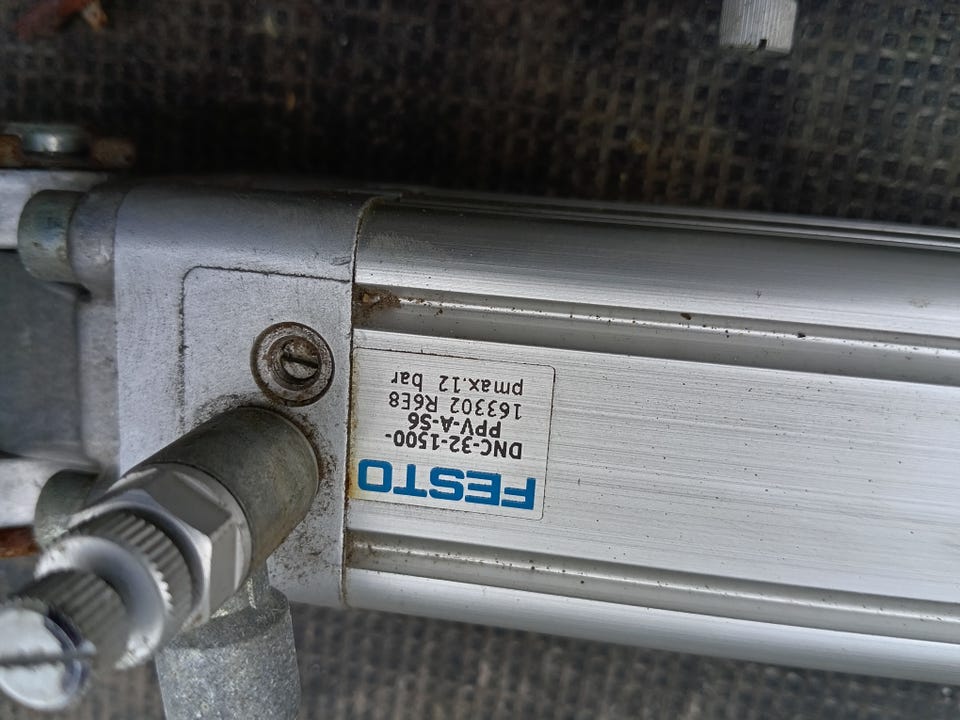 FESTO
DNC-32-1500-
PPV-A-S6
163302 R6E8
pmax.12 bar